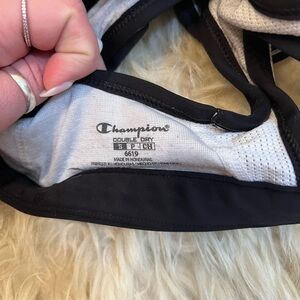 Champion
DOUBLE DRY
S P CH
6619
MADE IN HONDURAS